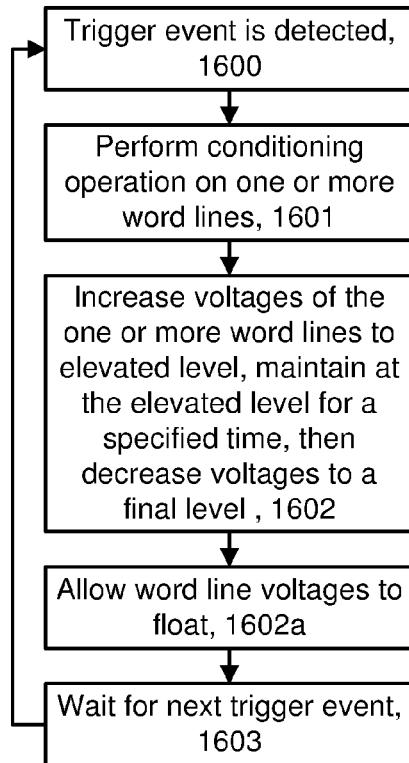 Trigger event is detected,
1600
Perform conditioning
operation on one or more
word lines, 1601
Increase voltages of the
one or more word lines to
elevated level, maintain at
the elevated level for a
specified time, then
decrease voltages to a
final level , 1602
Allow word line voltages to
float, 1602a
Wait for next trigger event,
1603